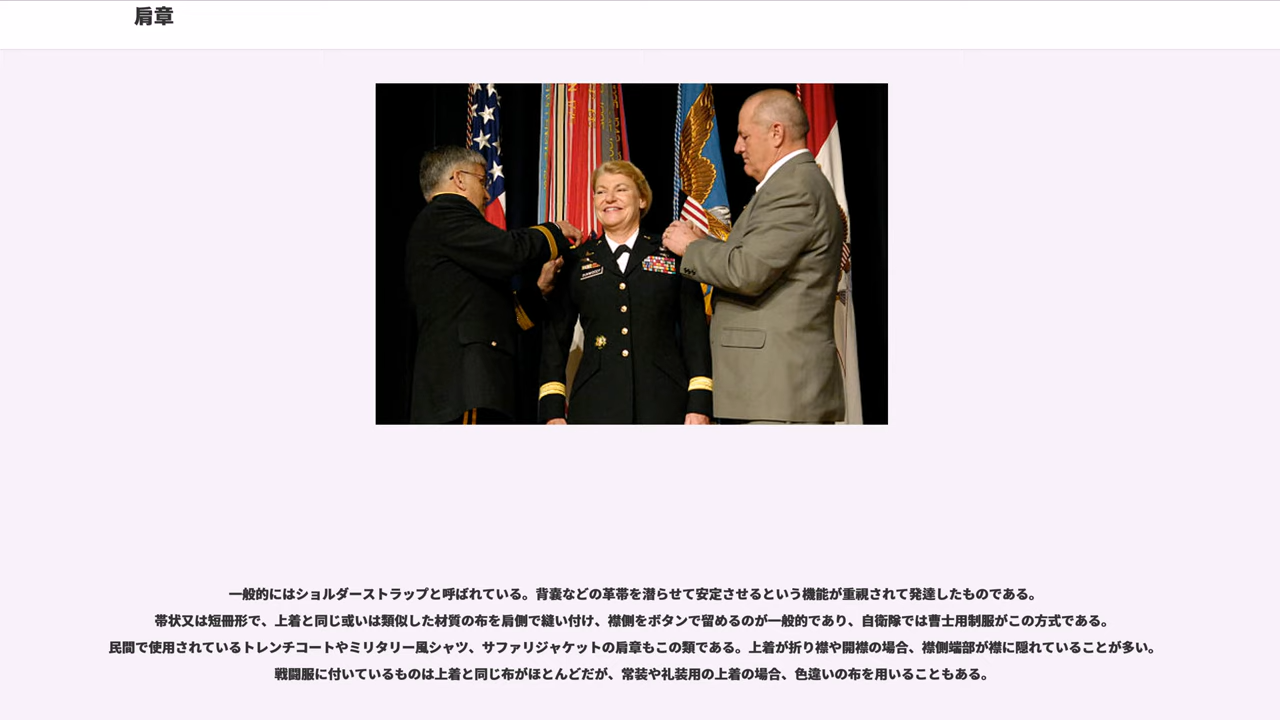 肩章
一般的にはショルダーストラップと呼ばれている。背嚢などの革帯を潜らせて安定させるという機能が重視されて発達したものである。
帯状又は短冊形で、上着と同じ或いは類似した材質の布を肩側で縫い付け、襟側をボタンで留めるのが一般的であり、自衛隊では曹士用制服がこの方式である。
民間で使用されているトレンチコートやミリタリー風シャツ、サファリジャケットの肩章もこの類である。上着が折り襟や開襟の場合、襟側端部が襟に隠れていることが多い。
戦闘服に付いているものは上着と同じ布がほとんどだが、常装や礼装用の上着の場合、色違いの布を用いることもある。